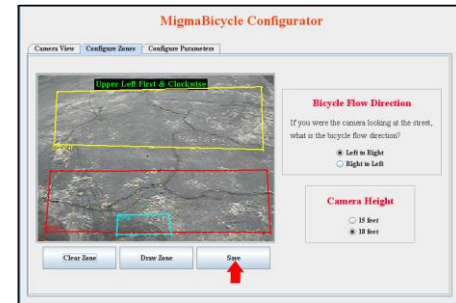 MigmaBicycle Configurator
Camera View
Configure Zones
Configure Parameters
Upper Left First & Clockwise
Bicycle Flow Direction
If you were the camera looking at the street,
what is the bicycle flow direction?
Left to Right
Right to Left
Camera Height
15 feet
18 feet
Clear Zone
Draw Zone
Save